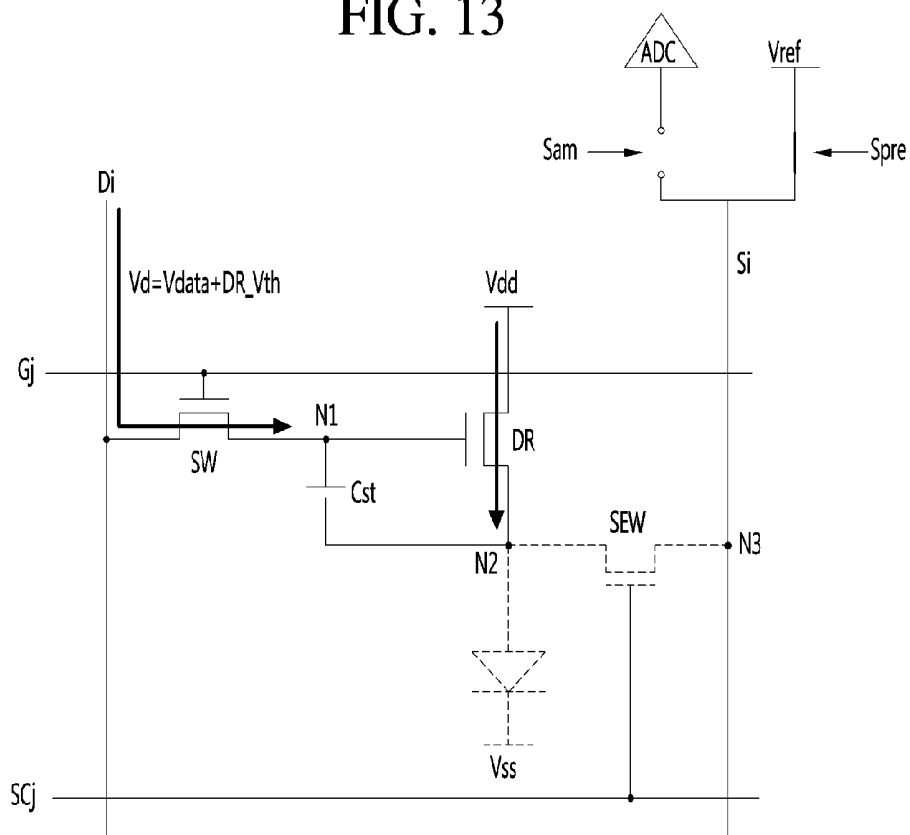 FIG. 13
ADC
Vref
Sam
Spre
Di
Si
Vd=Vdata+DR_Vth
Vdd
Gj
N1
DR
SW
Cst
SEW
N2
N3
Vss
SCj